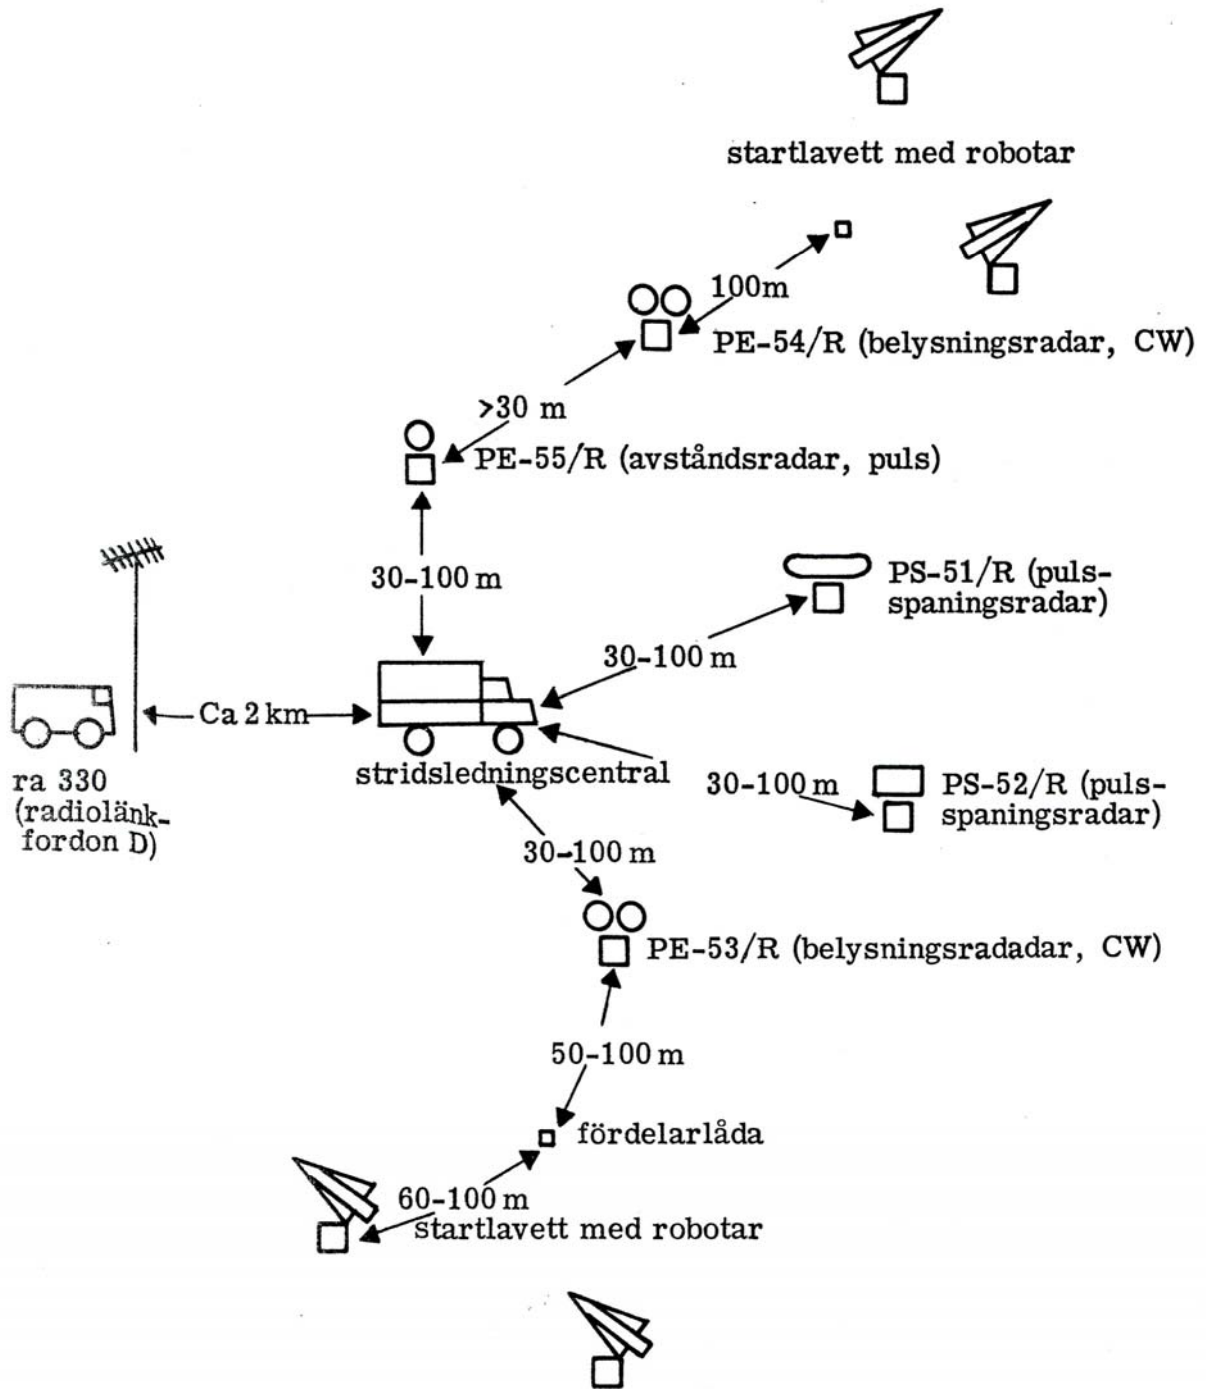 startlavett med robotar
100m
PE-54/R (belysningsradar, CW)
>30 m
PE-55/R (avståndsradar, puls)
30-100 m
PS-51/R (puls-
spaningsradar)
30-100 m
Ca 2 km
stridsledningscentral
ra 330
(radiolänk-
fordon D)
30-100 m
PS-52/R (puls-
spaningsradar)
30-100 m
PE-53/R (belysningsradadar, CW)
50-100 m
fördelarlåda
60-100 m
startlavett med robotar